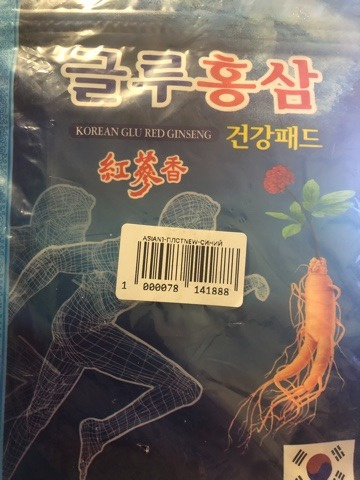 글루홍삼
KOREAN GLU RED GINSENG
건강패드
紅蔘香
ASIAN1-ПЛОТNEW-СИНИЙ
1 000078 141888